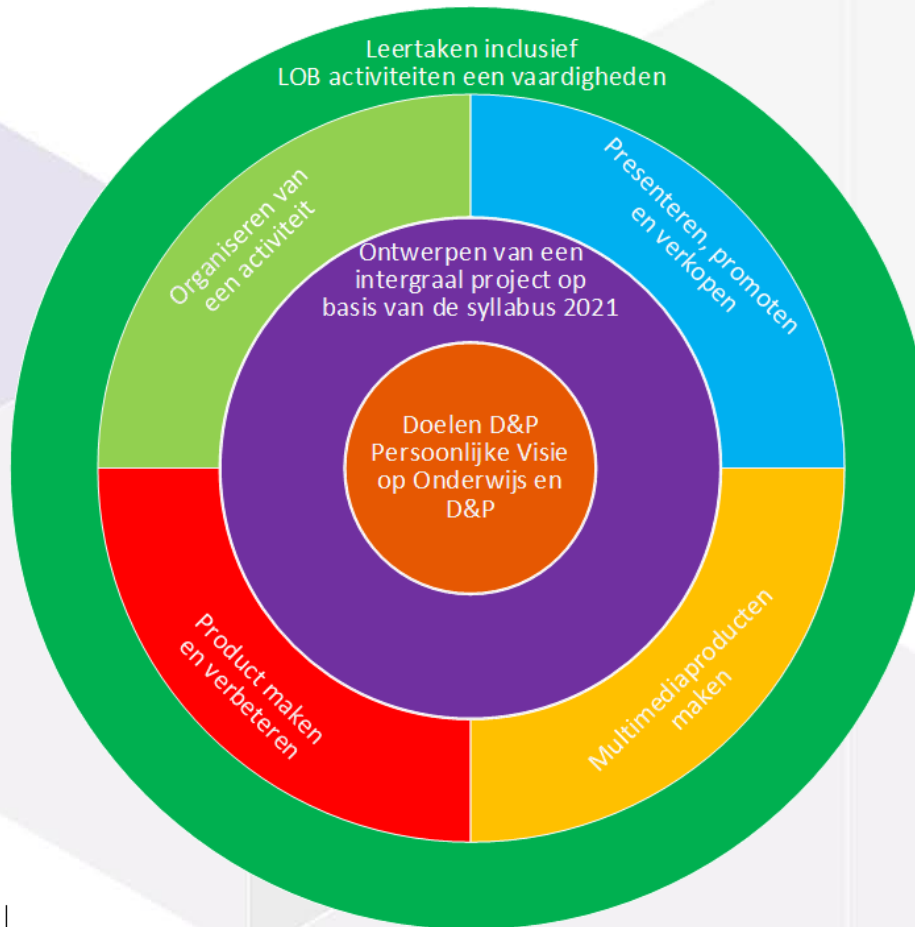 Leertaken inclusief
LOB activiteiten een vaardigheden
Organiseren van
een activiteit
Presenteren, promoten
en verkopen
Ontwerpen van een
intergraal project op
basis van de syllabus 2021
Doelen D&P
Persoonlijke Visie
op Onderwijs en
D&P
Product maken
en verbeteren
Multimediaproducten
maken